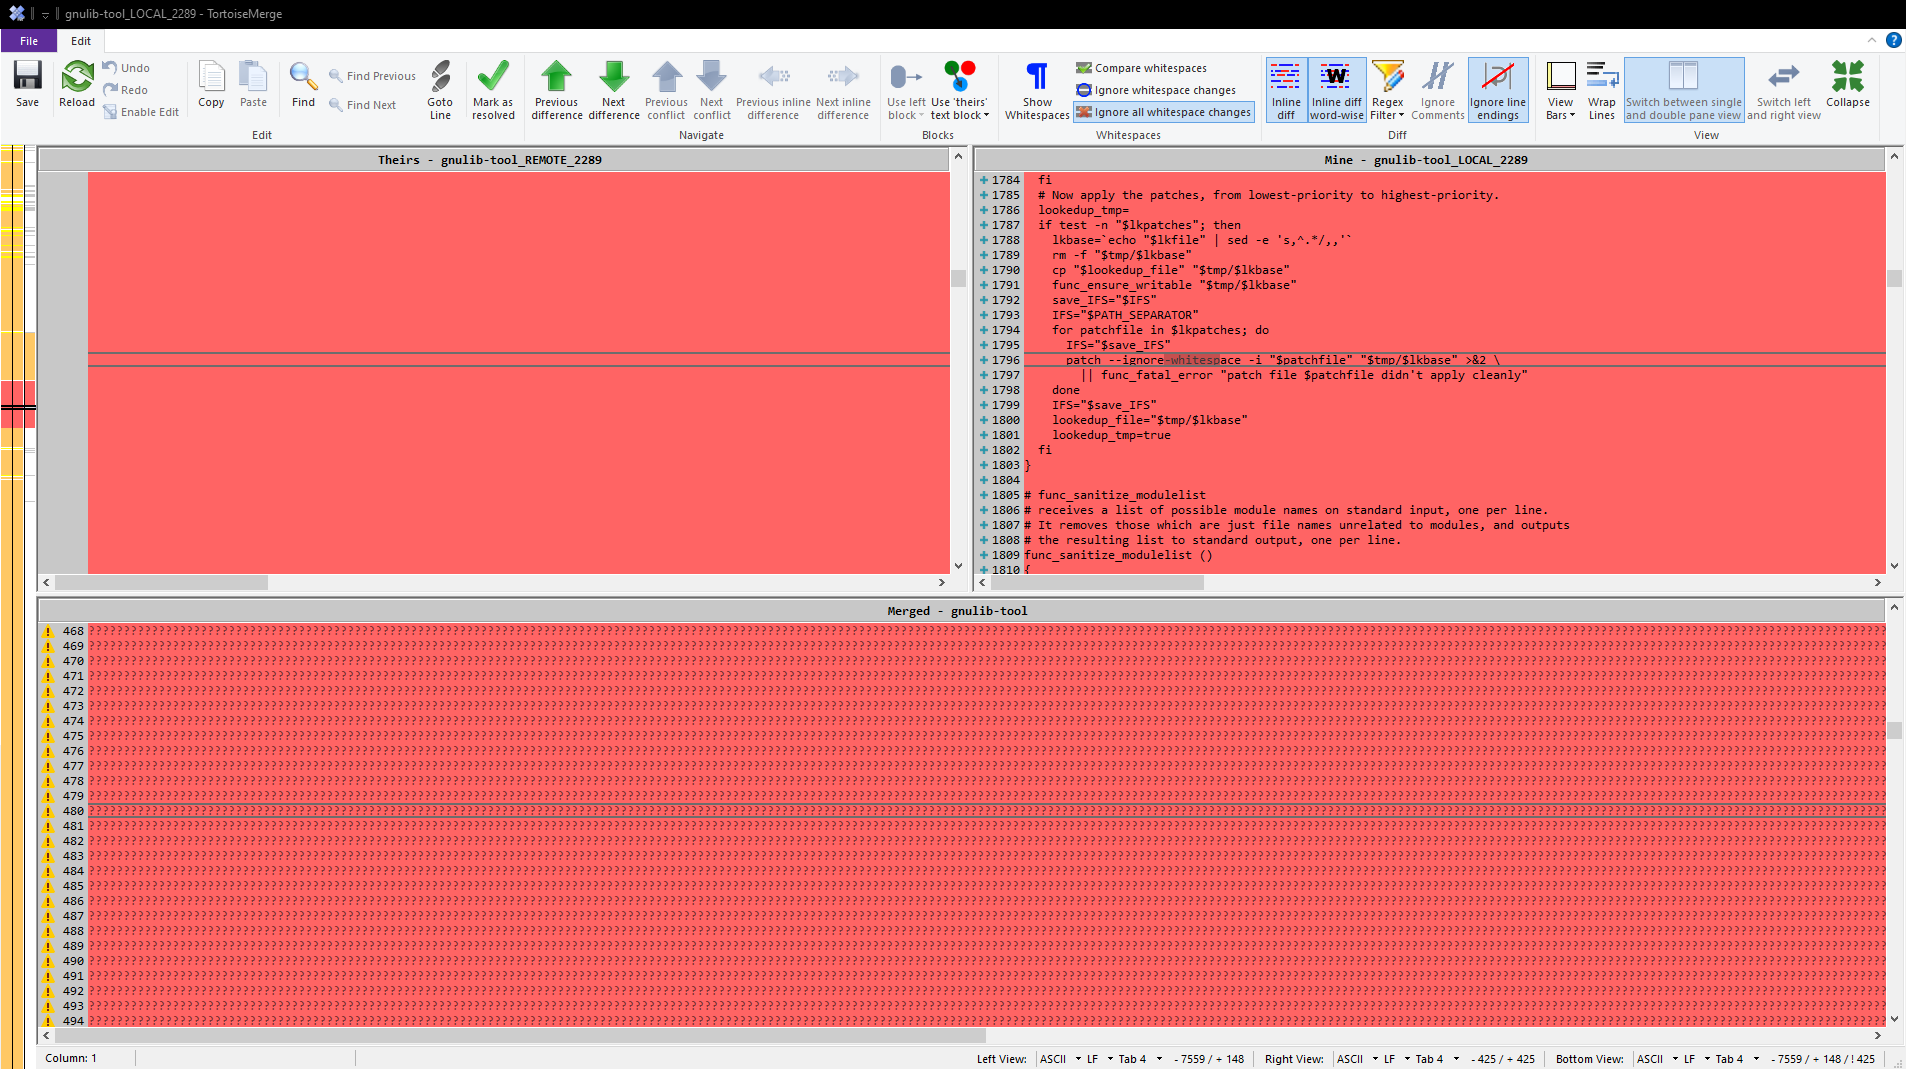 gnulib-tool_LOCAL_2289 - TortoiseMerge
File Edit
Save
Reload
Undo
Redo
Enable Edit
Copy
Paste
Find
Find Previous
Find Next
Goto Line
Edit
Mark as resolved
Previous difference
Next difference
Previous conflict
Next conflict
Previous inline difference
Next inline difference
Navigate
Use left block
Use 'theirs' text block
Blocks
Show Whitespaces
Compare whitespaces
Ignore whitespace changes
Ignore all whitespace changes
Whitespaces
Inline diff
Inline diff word-wise
Regex Filter
Ignore Comments
Ignore line endings
Diff
View Bars
Wrap Lines
Switch between single and double pane view
Switch left and right view
Collapse
View
Theirs - gnulib-tool_REMOTE_2289
Mine - gnulib-tool_LOCAL_2289
1784   fi
1785   # Now apply the patches, from lowest-priority to highest-priority.
1786   lookedup_tmp=
1787   if test -n "$lkpatches"; then
1788     lkbase=`echo "$lkfile" | sed -e 's,^.*/,,'`
1789     rm -f "$tmp/$lkbase"
1790     cp "$lookedup_file" "$tmp/$lkbase"
1791     func_ensure_writable "$tmp/$lkbase"
1792     save_IFS="$IFS"
1793     IFS="$PATH_SEPARATOR"
1794     for patchfile in $lkpatches; do
1795       IFS="$save_IFS"
1796       patch --ignore-whitespace -i "$patchfile" "$tmp/$lkbase" >&2 \
1797         || func_fatal_error "patch file $patchfile didn't apply cleanly"
1798     done
1799     IFS="$save_IFS"
1800     lookedup_file="$tmp/$lkbase"
1801     lookedup_tmp=true
1802   fi
1803 }
1804
1805 # func_sanitize_modulelist
1806 # receives a list of possible module names on standard input, one per line.
1807 # It removes those which are just file names unrelated to modules, and outputs
1808 # the resulting list to standard output, one per line.
1809 func_sanitize_modulelist ()
1810 {
Merged - gnulib-tool
468
469
470
471
472
473
474
475
476
477
478
479
480
481
482
483
484
485
486
487
488
489
490
491
492
493
494
Column: 1
Left View: ASCII LF Tab 4 - 7559 / + 148 Right View: ASCII LF Tab 4 - 425 / + 425 Bottom View: ASCII LF Tab 4 - 7559 / + 148 / ! 425